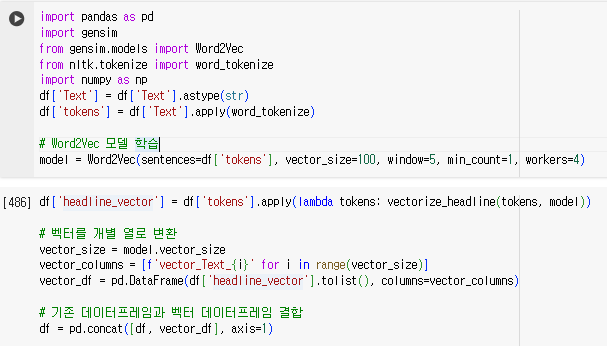 import pandas as pd
import gensim
from gensim.models import Word2Vec
from nltk.tokenize import word_tokenize
import numpy as np
df['Text'] = df['Text'].astype(str)
df['tokens'] = df['Text'].apply(word_tokenize)
# Word2Vec 모델 학습
model = Word2Vec(sentences=df['tokens'], vector_size=100, window=5, min_count=1, workers=4)
[486] df['headline_vector'] = df['tokens'].apply(lambda tokens: vectorize_headline(tokens, model))
# 벡터를 개별 열로 변환
vector_size = model.vector_size
vector_columns = [f'vector_Text_{i}' for i in range(vector_size)]
vector_df = pd.DataFrame(df['headline_vector'].tolist(), columns=vector_columns)
# 기존 데이터프레임과 벡터 데이터프레임 결합
df = pd.concat([df, vector_df], axis=1)